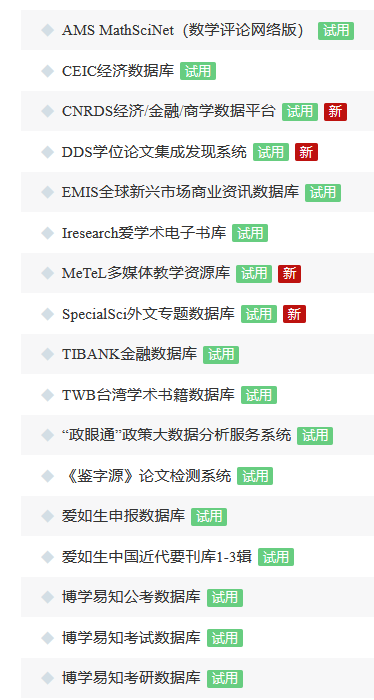 AMS MathSciNet（数学评论网络版） 试用
CEIC经济数据库 试用
CNRDS经济/金融/商学数据平台 试用 新
DDS学位论文集成发现系统 试用 新
EMIS全球新兴市场商业资讯数据库 试用
Iresearch爱学术电子书库 试用
MeTeL多媒体教学资源库 试用 新
SpecialSci外文专题数据库 试用 新
TIBANK金融数据库 试用
TWB台湾学术书籍数据库 试用
“政眼通”政策大数据分析服务系统 试用
《鉴字源》论文检测系统 试用
爱如生申报数据库 试用
爱如生中国近代要刊库1-3辑 试用
博学易知公考数据库 试用
博学易知考试数据库 试用
博学易知考研数据库 试用